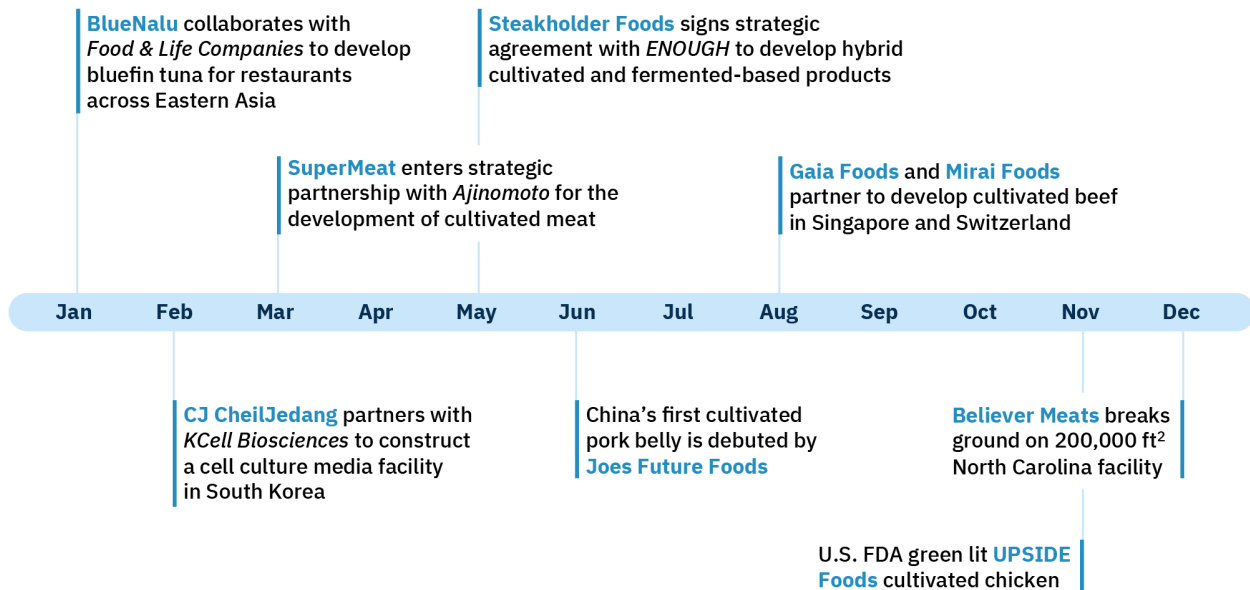 BlueNalu collaborates with
Food & Life Companies to develop
bluefin tuna for restaurants
across Eastern Asia
Steakholder Foods signs strategic
agreement with ENOUGH to develop hybrid
cultivated and fermented-based products
SuperMeat enters strategic
partnership with Ajinomoto for the
development of cultivated meat
Gaia Foods and Mirai Foods
partner to develop cultivated beef
in Singapore and Switzerland
Jan Feb Mar Apr May Jun Jul Aug Sep Oct Nov Dec
CJ CheilJedang partners with
KCell Biosciences to construct
a cell culture media facility
in South Korea
China’s first cultivated
pork belly is debuted by
Joes Future Foods
Believer Meats breaks
ground on 200,000 ft²
North Carolina facility
U.S. FDA green lit UPSIDE
Foods cultivated chicken